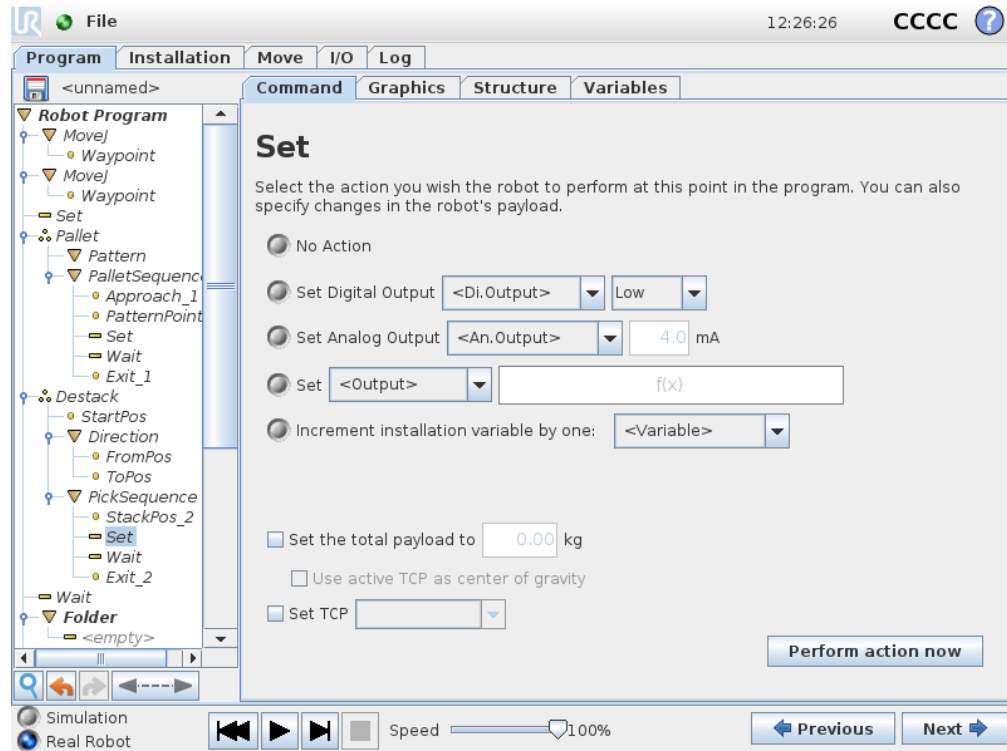 UR File 12:26:26 CCCC ?
Program Installation Move I/O Log
<unnamed>
Command Graphics Structure Variables
Robot Program
MoveJ
Waypoint
MoveJ
Waypoint
Set
Pallet
Pattern
PalletSequenc
Approach_1
PatternPoint
Set
Wait
Exit_1
Destack
StartPos
Direction
FromPos
ToPos
PickSequence
StackPos_2
Set
Wait
Exit_2
Wait
Folder
<empty>
Set
Select the action you wish the robot to perform at this point in the program. You can also
specify changes in the robot's payload.
No Action
Set Digital Output <Di.Output> Low
Set Analog Output <An.Output> 4.0 mA
Set <Output> f(x)
Increment installation variable by one: <Variable>
Set the total payload to 0.00 kg
Use active TCP as center of gravity
Set TCP
Perform action now
Simulation
Real Robot
Speed 100%
Previous Next